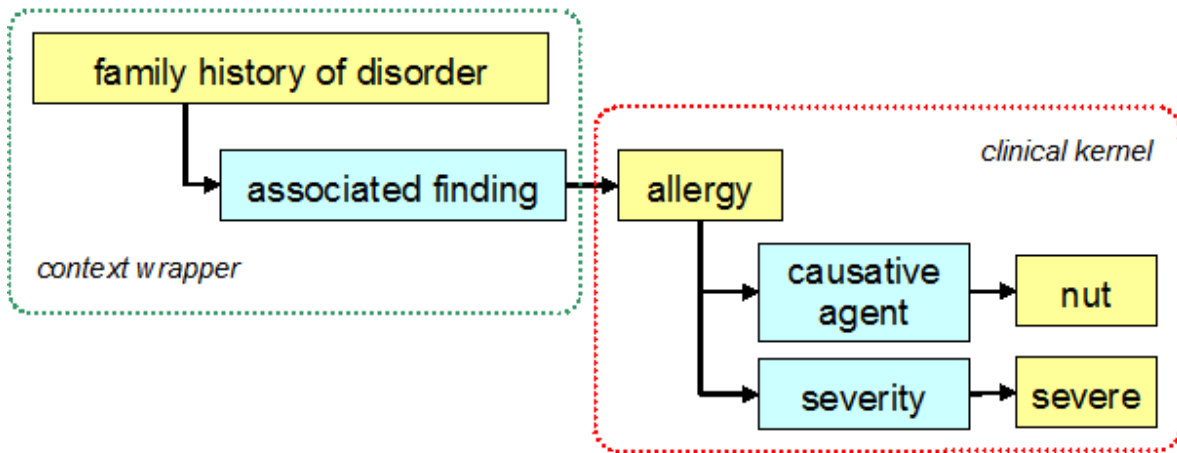 family history of disorder
clinical kernel
associated finding
allergy
context wrapper
causative
agent
nut
severity
severe